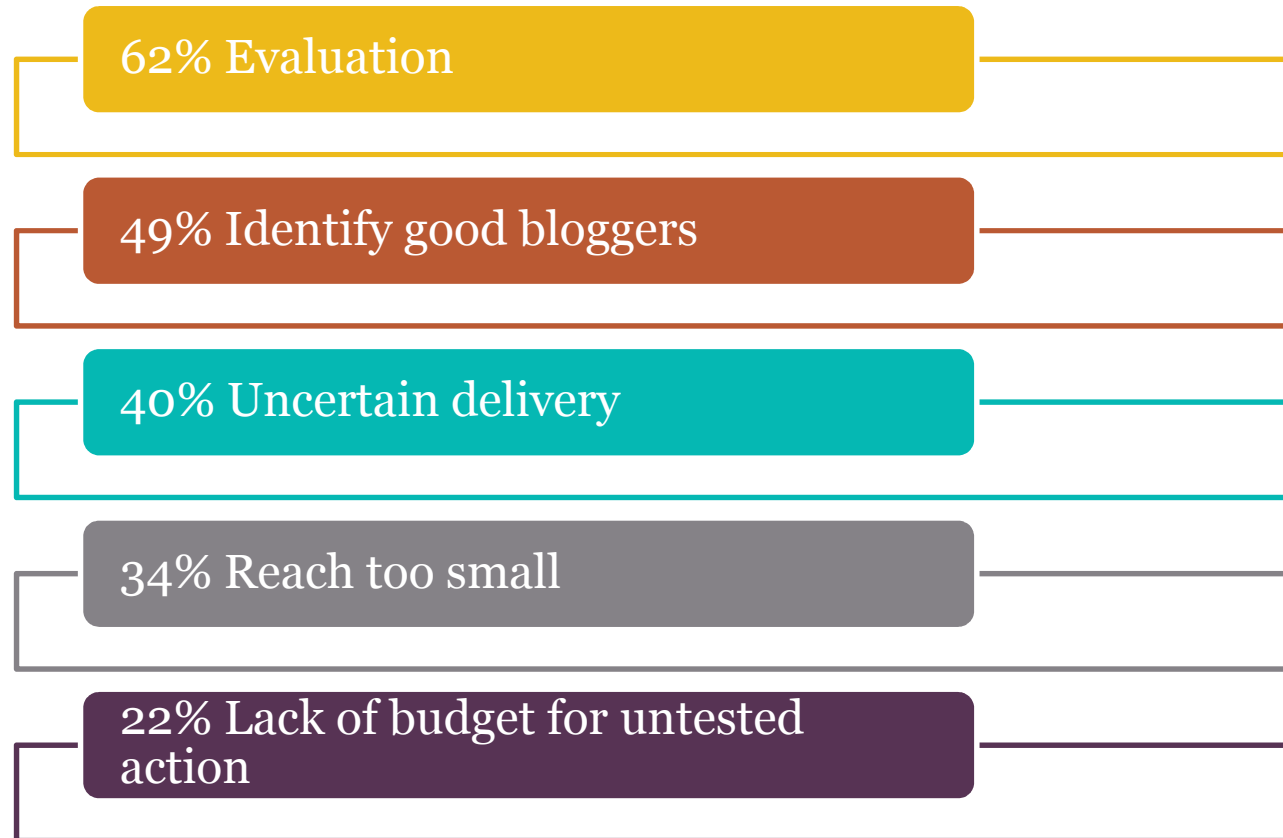 62% Evaluation
49% Identify good bloggers
40% Uncertain delivery
34% Reach too small
22% Lack of budget for untested
action